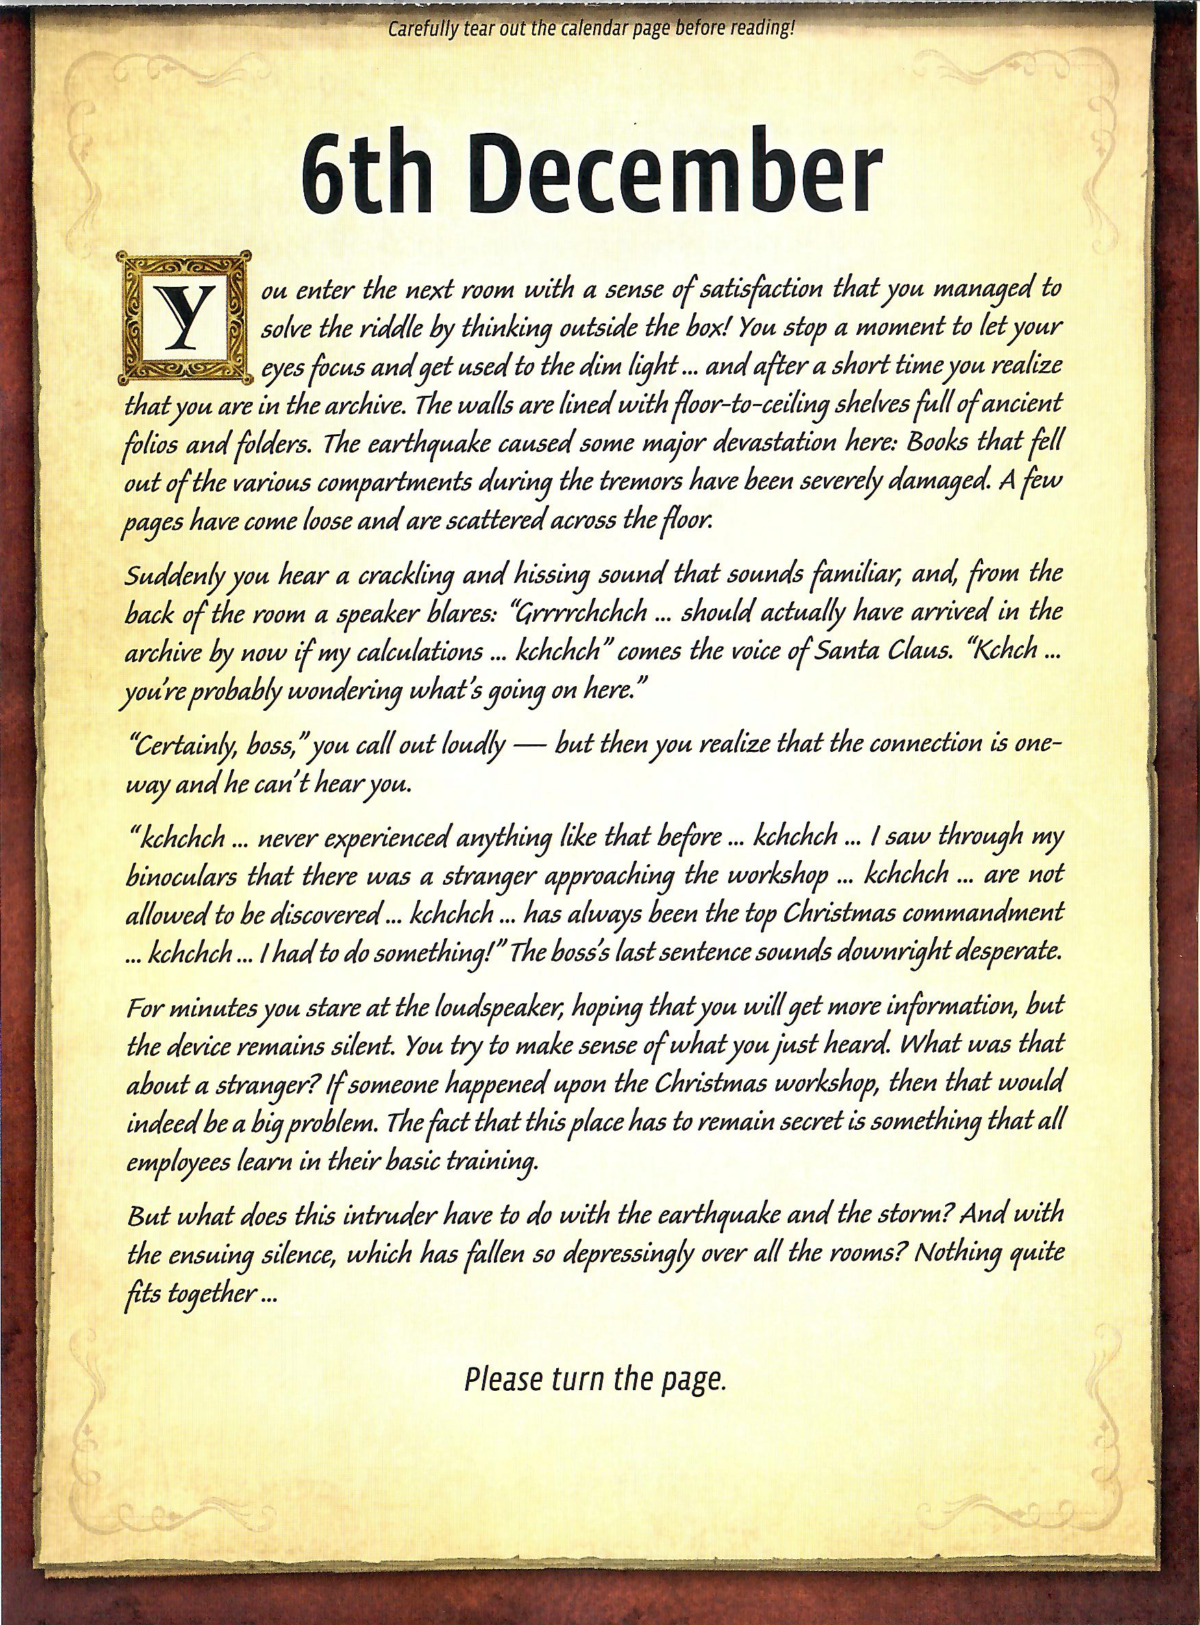 Carefully tear out the calendar page before reading!
6th December
You enter the next room with a sense of satisfaction that you managed to
solve the riddle by thinking outside the box! You stop a moment to let your
eyes focus and get used to the dim light ... and after a short time you realize
that you are in the archive. The walls are lined with floor-to-ceiling shelves full of ancient
folios and folders. The earthquake caused some major devastation here: Books that fell
out of the various compartments during the tremors have been severely damaged. A few
pages have come loose and are scattered across the floor.
Suddenly you hear a crackling and hissing sound that sounds familiar, and, from the
back of the room a speaker blares: “Grrrrchchch ... should actually have arrived in the
archive by now if my calculations ... kchchch” comes the voice of Santa Claus. “Kchch ...
you’re probably wondering what’s going on here.”
“Certainly, boss,” you call out loudly — but then you realize that the connection is one-
way and he can’t hear you.
“kchchch ... never experienced anything like that before ... kchchch ... I saw through my
binoculars that there was a stranger approaching the workshop ... kchchch ... are not
allowed to be discovered ... kchchch ... has always been the top Christmas commandment
... kchchch ... I had to do something!” The boss’s last sentence sounds downright desperate.
For minutes you stare at the loudspeaker, hoping that you will get more information, but
the device remains silent. You try to make sense of what you just heard. What was that
about a stranger? If someone happened upon the Christmas workshop, then that would
indeed be a big problem. The fact that this place has to remain secret is something that all
employees learn in their basic training.
But what does this intruder have to do with the earthquake and the storm? And with
the ensuing silence, which has fallen so depressingly over all the rooms? Nothing quite
fits together ...
Please turn the page.